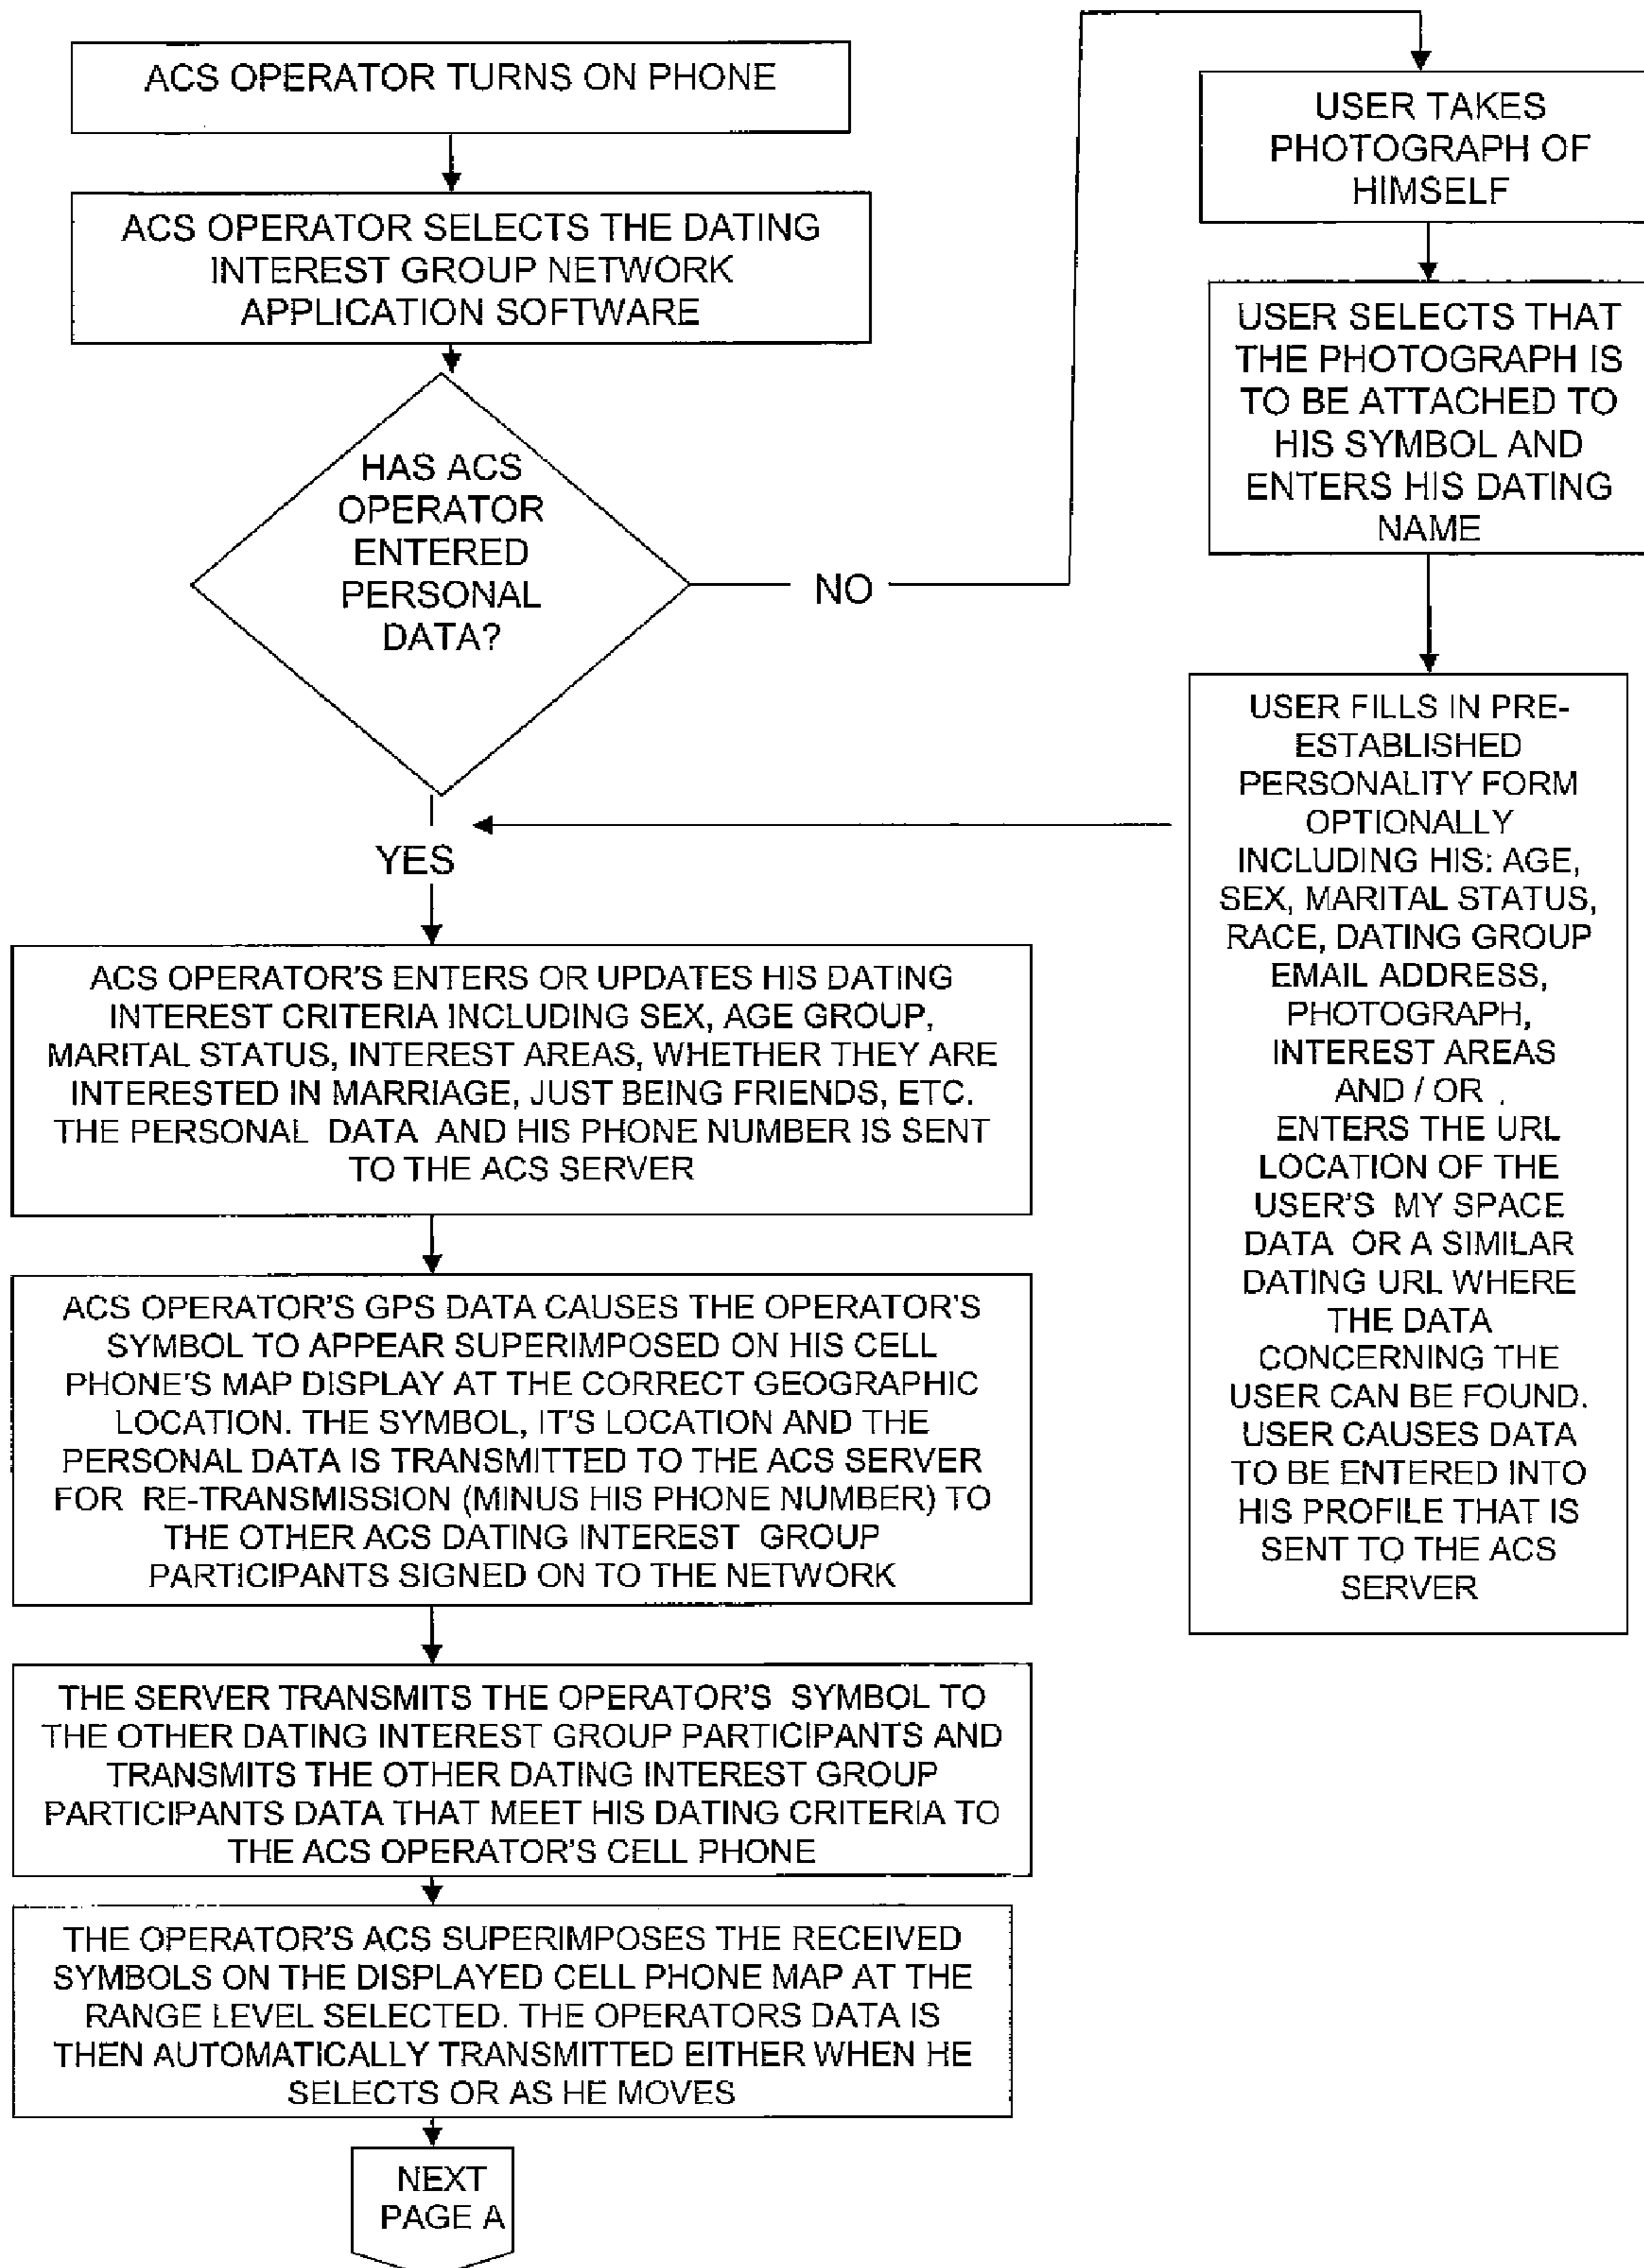 ACS OPERATOR TURNS ON PHONE
ACS OPERATOR SELECTS THE DATING
INTEREST GROUP NETWORK
APPLICATION SOFTWARE
HAS ACS
OPERATOR
ENTERED
PERSONAL
DATA?
NO
USER TAKES
PHOTOGRAPH OF
HIMSELF
USER SELECTS THAT
THE PHOTOGRAPH IS
TO BE ATTACHED TO
HIS SYMBOL AND
ENTERS HIS DATING
NAME
USER FILLS IN PRE-
ESTABLISHED
PERSONALITY FORM
OPTIONALLY
INCLUDING HIS: AGE,
SEX, MARITAL STATUS,
RACE, DATING GROUP
EMAIL ADDRESS,
PHOTOGRAPH,
INTEREST AREAS
AND / OR .
ENTERS THE URL
LOCATION OF THE
USER'S MY SPACE
DATA OR A SIMILAR
DATING URL WHERE
THE DATA
CONCERNING THE
USER CAN BE FOUND.
USER CAUSES DATA
TO BE ENTERED INTO
HIS PROFILE THAT IS
SENT TO THE ACS
SERVER
YES
ACS OPERATOR'S ENTERS OR UPDATES HIS DATING
INTEREST CRITERIA INCLUDING SEX, AGE GROUP,
MARITAL STATUS, INTEREST AREAS, WHETHER THEY ARE
INTERESTED IN MARRIAGE, JUST BEING FRIENDS, ETC.
THE PERSONAL DATA AND HIS PHONE NUMBER IS SENT
TO THE ACS SERVER
ACS OPERATOR'S GPS DATA CAUSES THE OPERATOR'S
SYMBOL TO APPEAR SUPERIMPOSED ON HIS CELL
PHONE'S MAP DISPLAY AT THE CORRECT GEOGRAPHIC
LOCATION. THE SYMBOL, IT'S LOCATION AND THE
PERSONAL DATA IS TRANSMITTED TO THE ACS SERVER
FOR RE-TRANSMISSION (MINUS HIS PHONE NUMBER) TO
THE OTHER ACS DATING INTEREST GROUP
PARTICIPANTS SIGNED ON TO THE NETWORK
THE SERVER TRANSMITS THE OPERATOR'S SYMBOL TO
THE OTHER DATING INTEREST GROUP PARTICIPANTS AND
TRANSMITS THE OTHER DATING INTEREST GROUP
PARTICIPANTS DATA THAT MEET HIS DATING CRITERIA TO
THE ACS OPERATOR'S CELL PHONE
THE OPERATOR'S ACS SUPERIMPOSES THE RECEIVED
SYMBOLS ON THE DISPLAYED CELL PHONE MAP AT THE
RANGE LEVEL SELECTED. THE OPERATORS DATA IS
THEN AUTOMATICALLY TRANSMITTED EITHER WHEN HE
SELECTS OR AS HE MOVES
NEXT
PAGE A